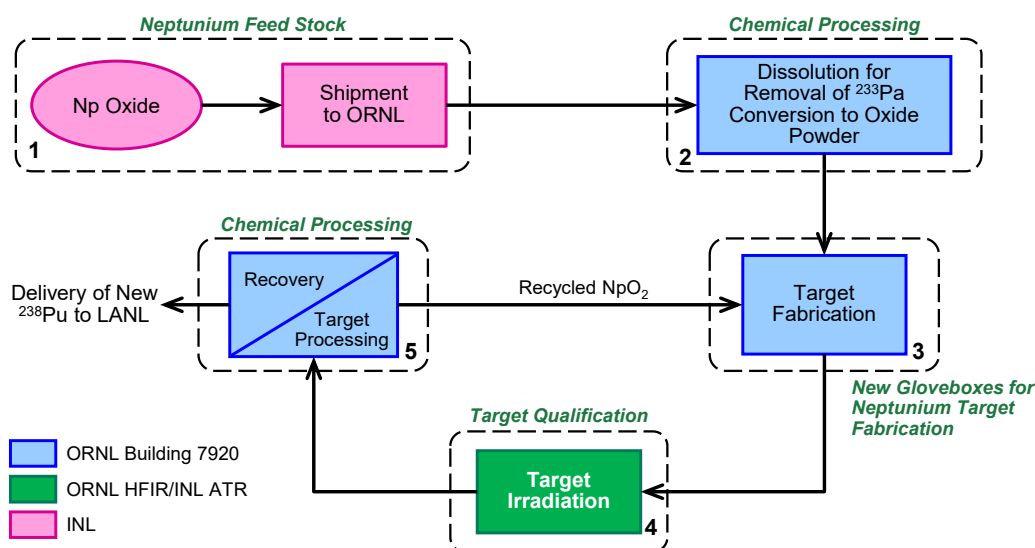 Neptunium Feed Stock
Np Oxide
Shipment
to ORNL
1
Chemical Processing
Dissolution for
Removal of ²³³Pa
Conversion to Oxide
Powder
2
Chemical Processing
Recovery
Target
Processing
5
Delivery of New
²³⁸Pu to LANL
Recycled NpO₂
Target
Fabrication
3
New Gloveboxes for
Neptunium Target
Fabrication
Target Qualification
Target
Irradiation
4
ORNL Building 7920
ORNL HFIR/INL ATR
INL